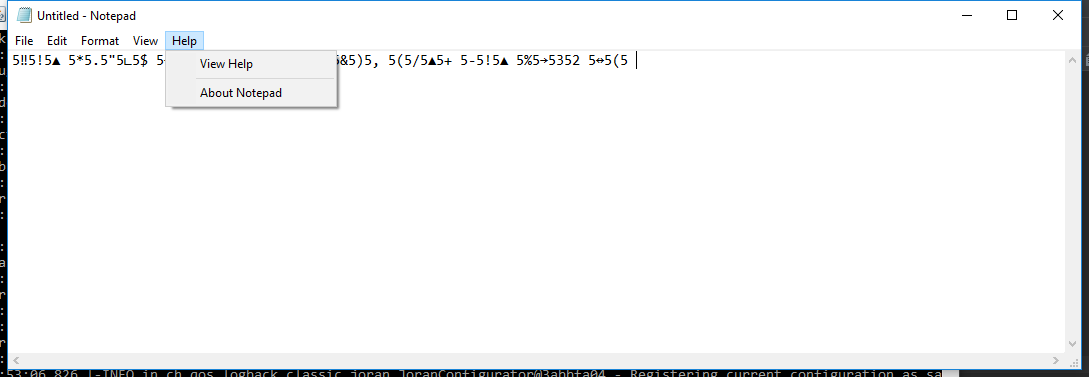 Untitled - Notepad
File Edit Format View Help
5‼5!5▲ 5*5.5"5∟5$ 5 5&5)5, 5(5/5▲5+ 5-5!5▲ 5%5→5352 5↔5(5
View Help
About Notepad
:53:06,826 |-INFO in ch.qos.logback.classic.joran.JoranConfigurator@3abbfa04 - Registering current configuration as sa